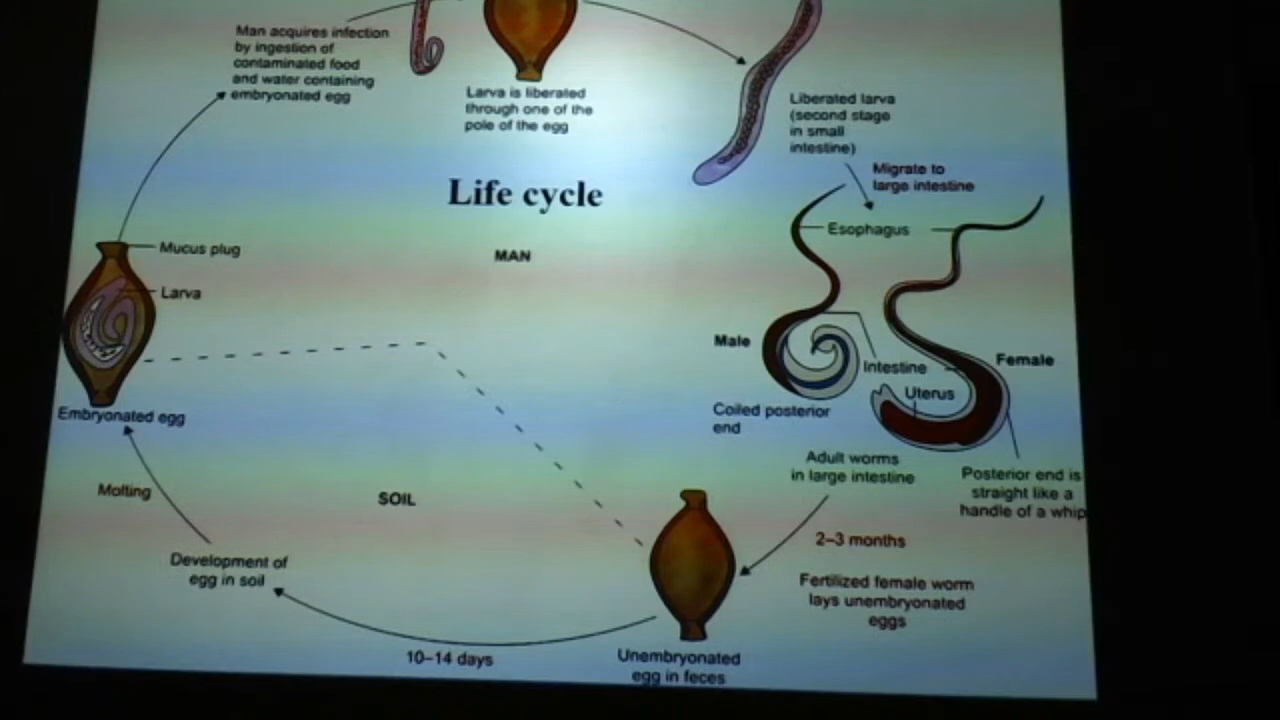 Man acquires infection
by ingestion of
contaminated food
and water containing
embryonated egg
Larva is liberated
through one of the
pole of the egg
Liberated larva
(second stage
in small
intestine)
Migrate to
large intestine
Life cycle
Esophagus
Mucus plug
MAN
Larva
Male
Female
Intestine
Uterus
Embryonated egg
Coiled posterior
end
Adult worms
in large intestine
Posterior end is
straight like a
handle of a whip
Molting
SOIL
2–3 months
Development of
egg in soil
Fertilized female worm
lays unembryonated
eggs
10–14 days
Unembryonated
egg in feces